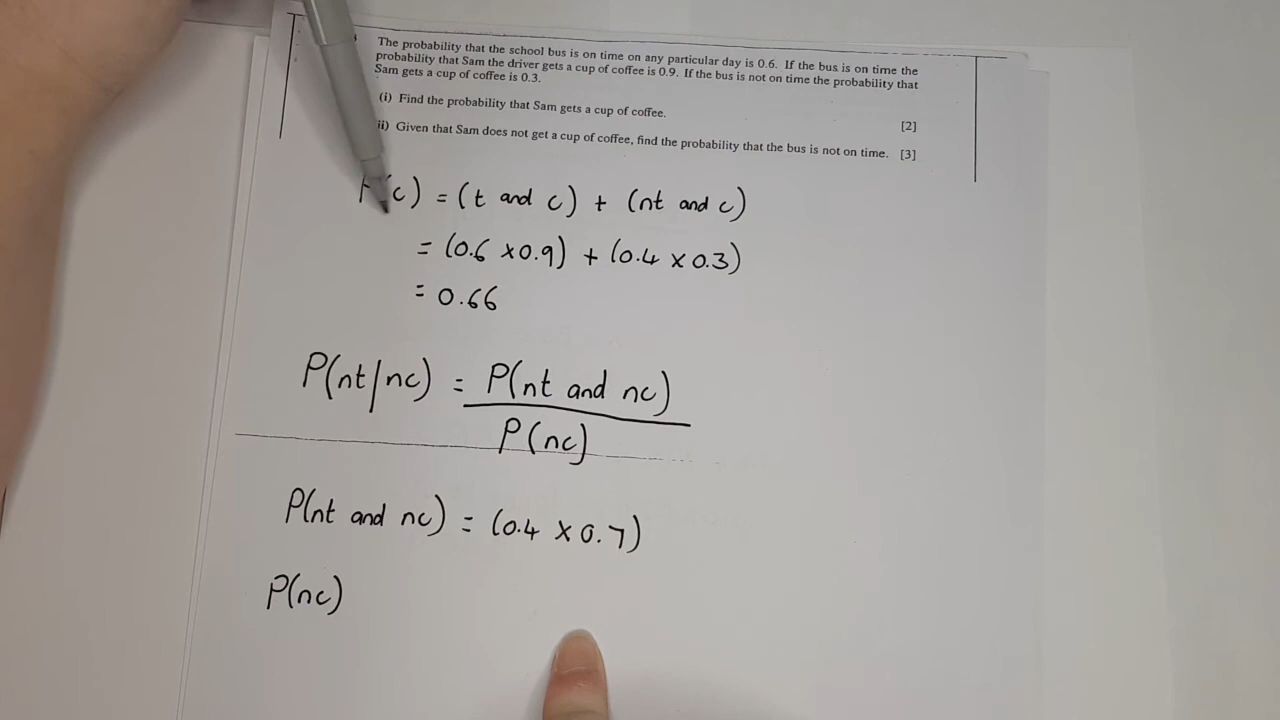 The probability that the school bus is on time on any particular day is 0.6. If the bus is on time the
probability that Sam the driver gets a cup of coffee is 0.9. If the bus is not on time the probability that
Sam gets a cup of coffee is 0.3.
(i) Find the probability that Sam gets a cup of coffee. [2]
ii) Given that Sam does not get a cup of coffee, find the probability that the bus is not on time. [3]
(c) = (t and c) + (nt and c)
= (0.6 × 0.9) + (0.4 × 0.3)
= 0.66
P(nt/nc) = P(nt and nc)
P(nc)
P(nt and nc) = (0.4 × 0.7)
P(nc)